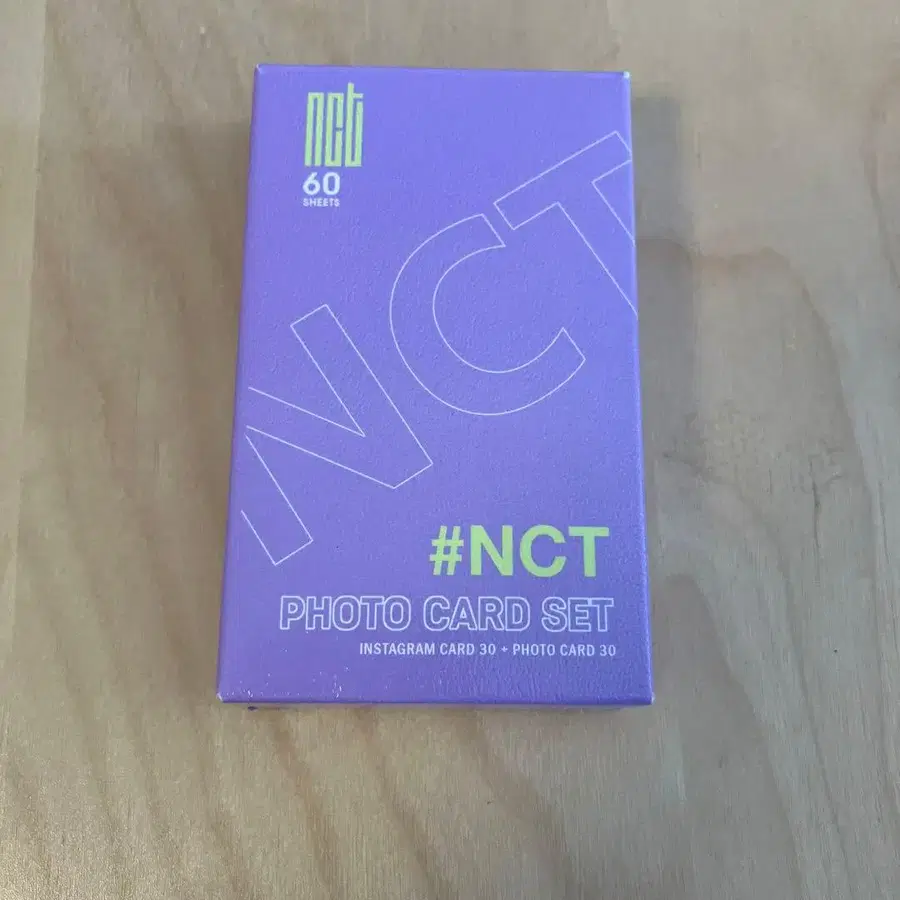 nct
60
SHEETS
NCT
#NCT
PHOTO CARD SET
INSTAGRAM CARD 30 + PHOTO CARD 30